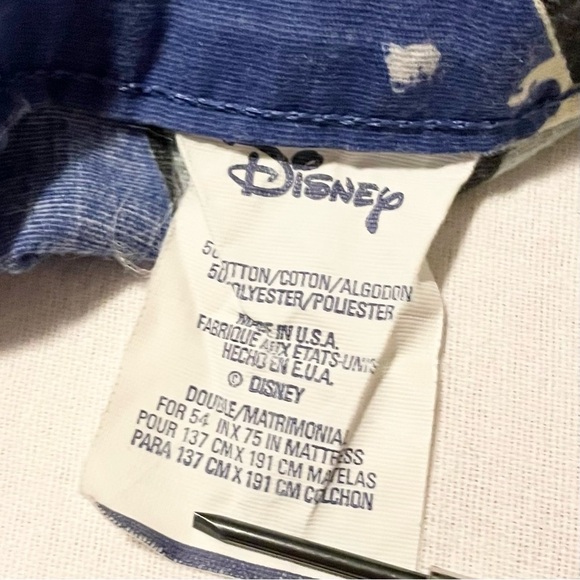 Disney
50
COTTON/COTON/ALGODON
50
POLYESTER/POLIESTER
MADE IN U.S.A.
FABRIQUE AUX ETATS-UNIS
HECHO EN E.U.A.
© DISNEY
DOUBLE/MATRIMONIAL
FOR 54 IN X 75 IN MATTRESS
POUR 137 CM X 191 CM MATELAS
PARA 137 CM X 191 CM COLCHON